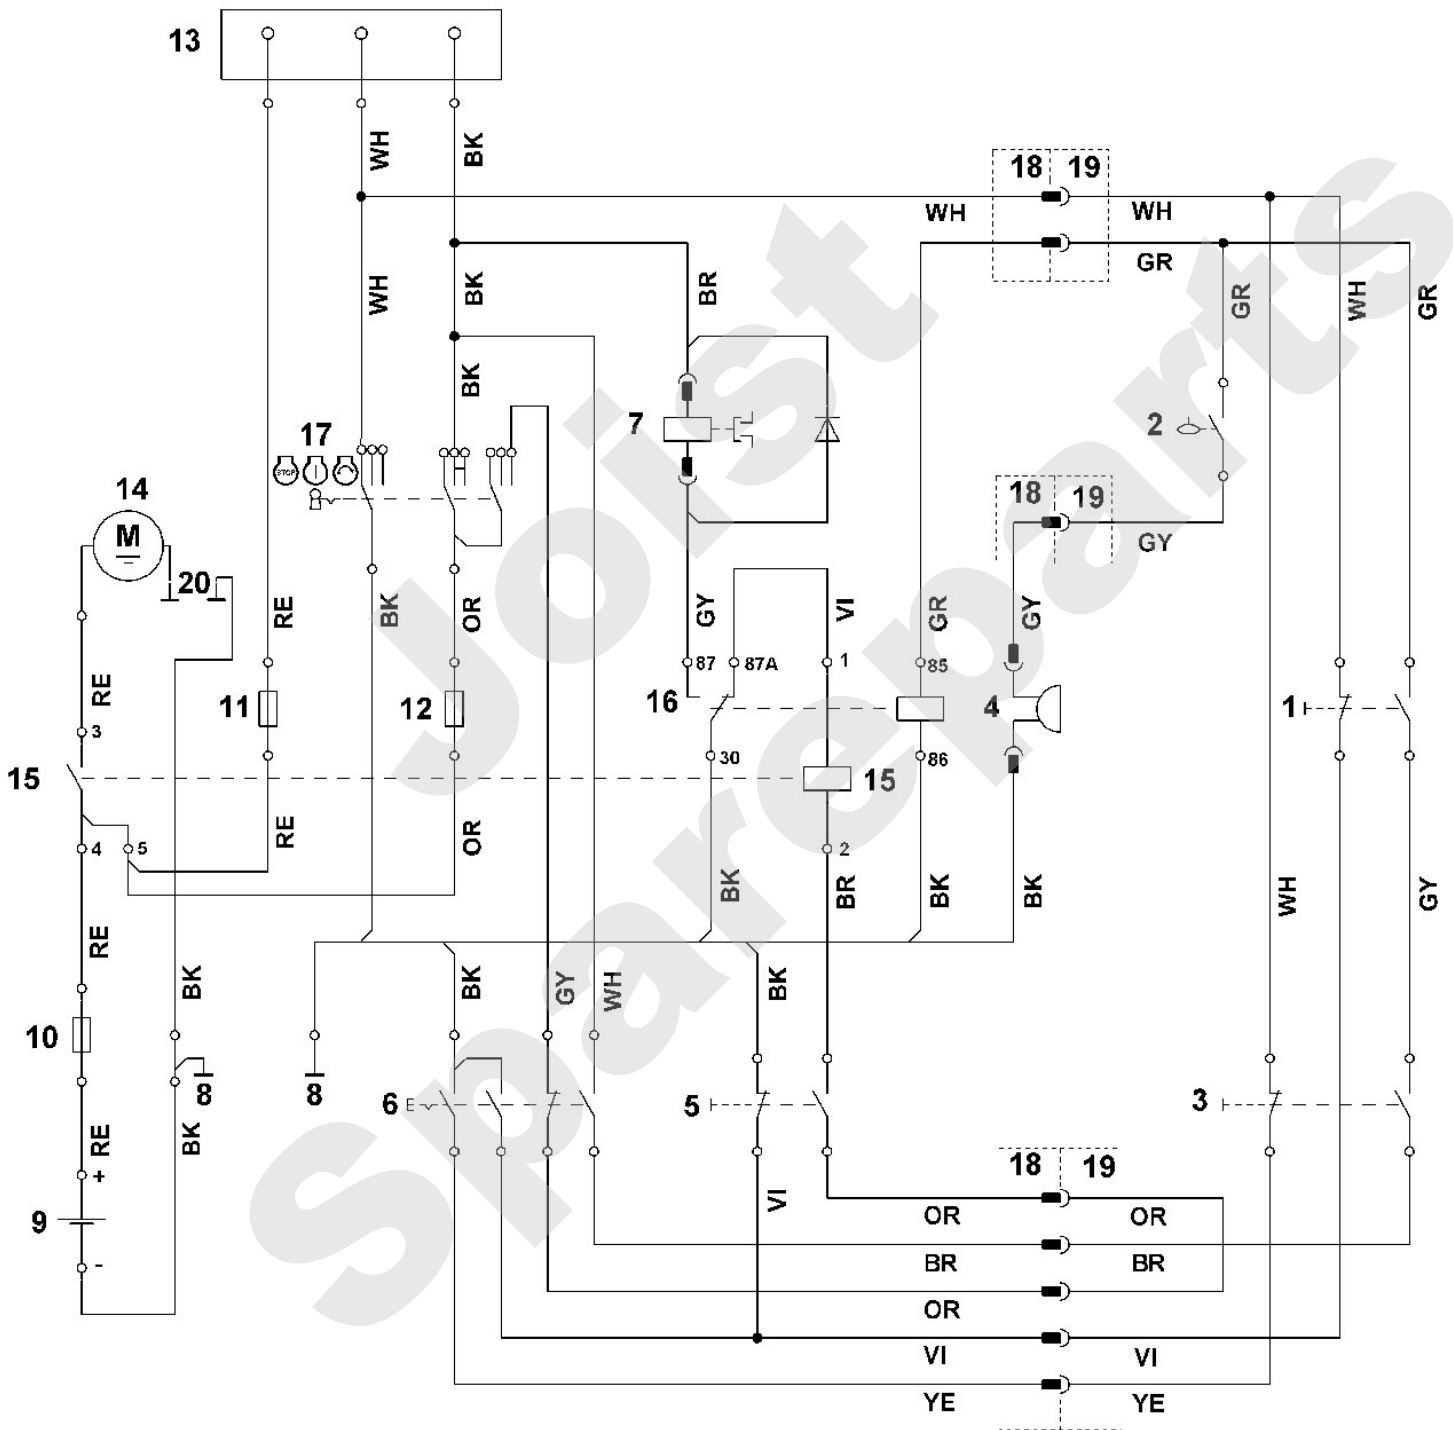 13
WH
BK
18 19
WH
WH
GR
WH
BK
BR
GR
WH
GR
BK
17
STOP
7
2
14
M
18 19
GY
20
RE
BK
OR
GY
VI
GR
GY
87
87A
1
85
RE
11
12
16
4
1
3
30
86
15
15
4
5
RE
OR
2
BK
BR
BK
BK
WH
GY
RE
BK
BK
GY
WH
BK
10
8
8
6
5
3
RE
BK
+
18 19
VI
9
OR
OR
-
BR
BR
OR
VI
VI
YE
YE
Joist
Spareparts